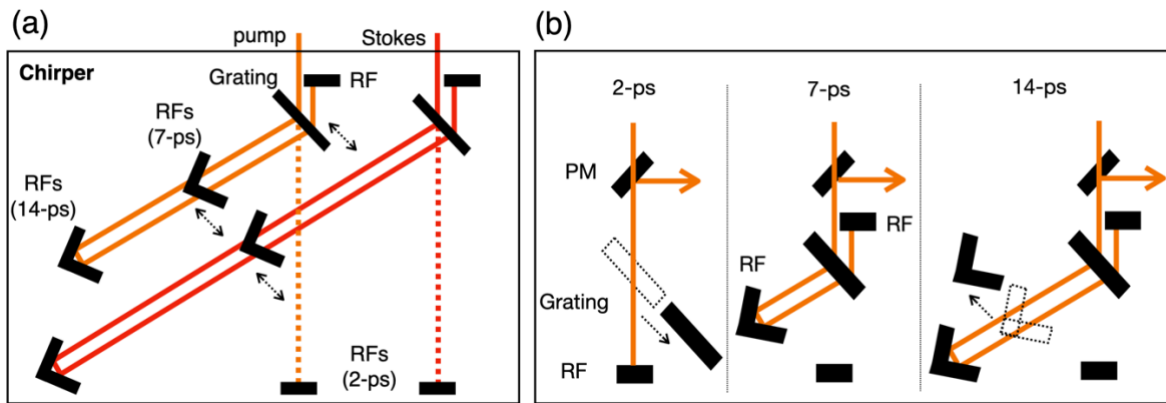 (a)
pump
Stokes
Chirper
Grating
RF
RFs
(7-ps)
RFs
(14-ps)
RFs
(2-ps)
(b)
2-ps
7-ps
14-ps
PM
RF
RF
Grating
RF